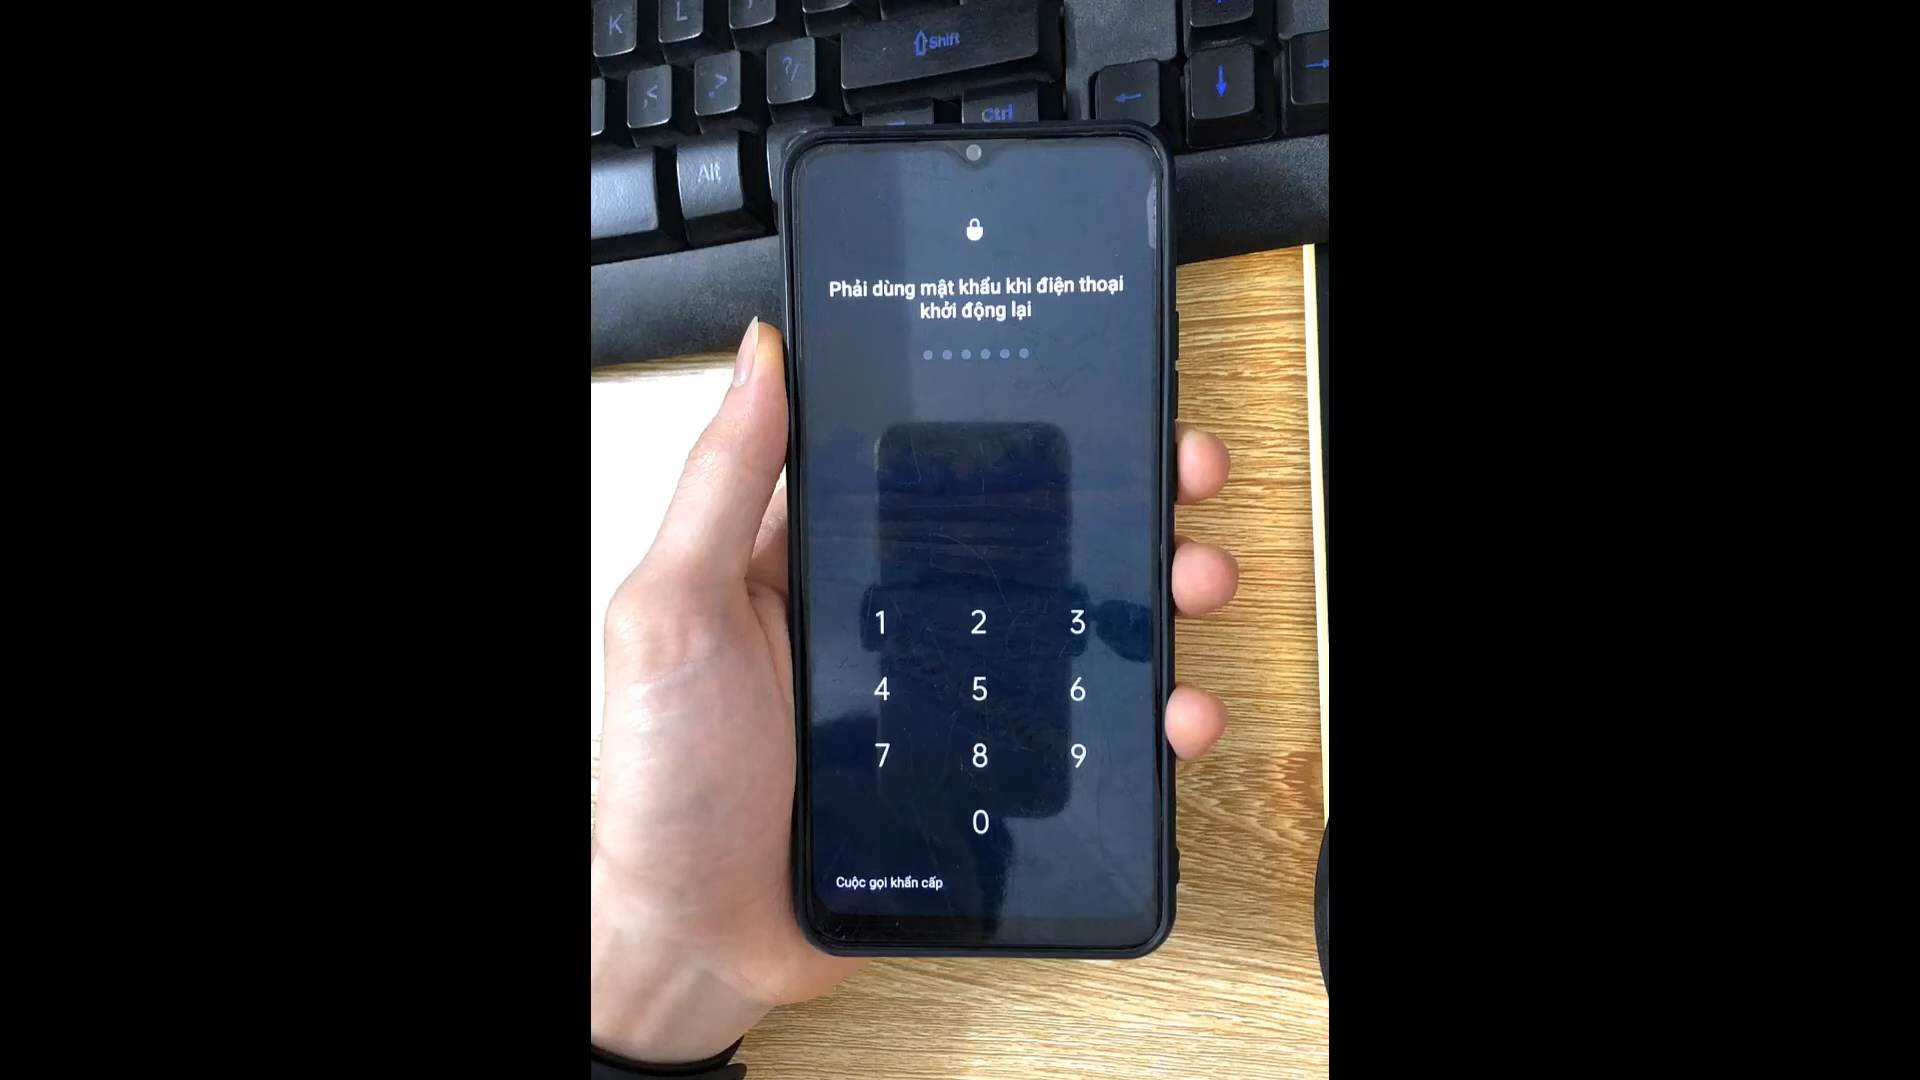 K L
Shift
< > ?/
Ctrl
Alt
Phải dùng mật khẩu khi điện thoại
khởi động lại
1 2 3
4 5 6
7 8 9
0
Cuộc gọi khẩn cấp